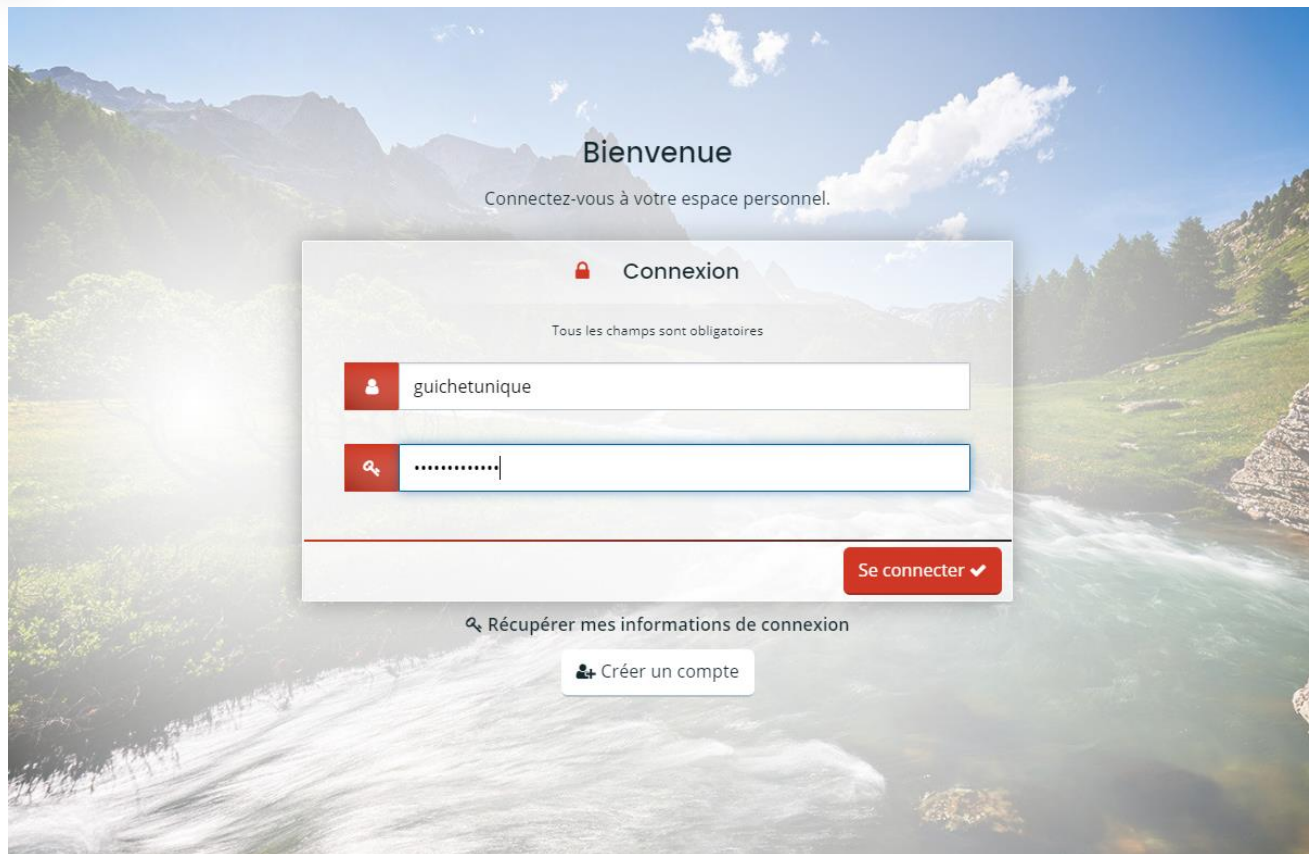 Bienvenue
Connectez-vous à votre espace personnel.
Connexion
Tous les champs sont obligatoires
guichetunique
•••••••••••••
Se connecter
Récupérer mes informations de connexion
Créer un compte